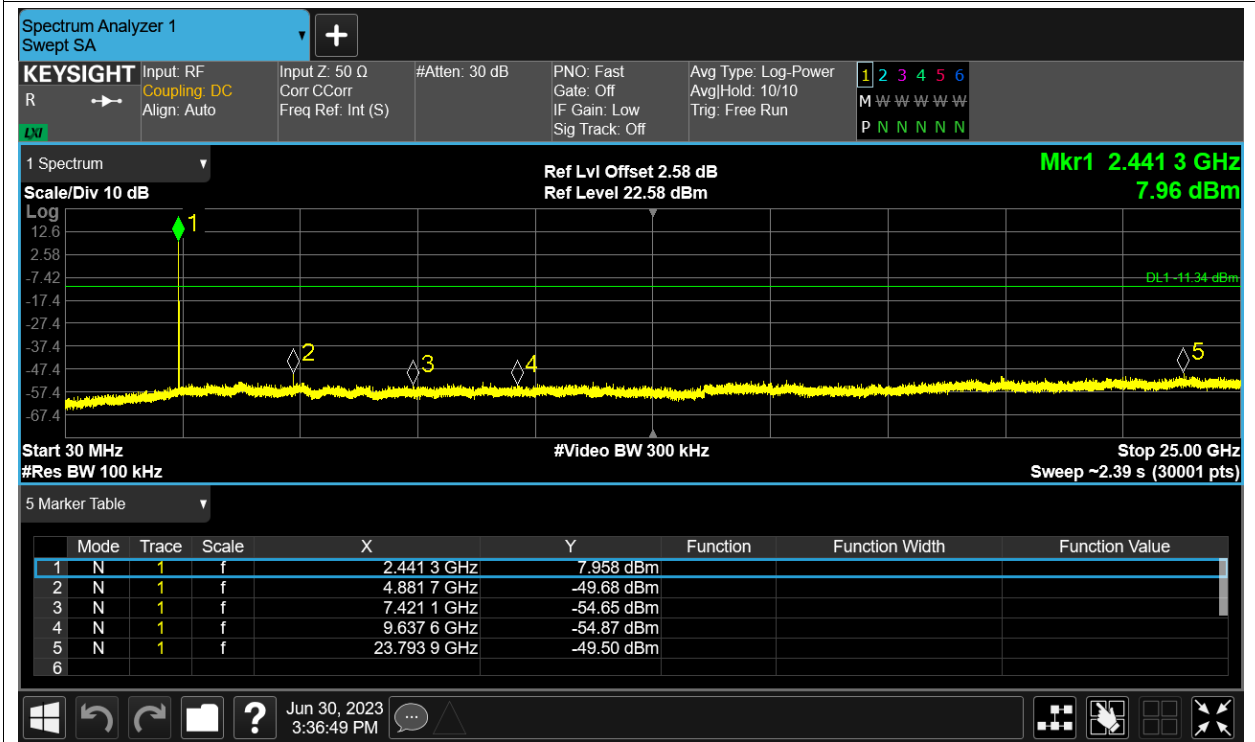 Spectrum Analyzer 1
Swept SA
+
KEYSIGHT
R
LXI
Input: RF
Coupling: DC
Align: Auto
Input Z: 50 Ω
Corr CCorr
Freq Ref: Int (S)
#Atten: 30 dB
PNO: Fast
Gate: Off
IF Gain: Low
Sig Track: Off
Avg Type: Log-Power
Avg|Hold: 10/10
Trig: Free Run
1 2 3 4 5 6
M W W W W W
P N N N N N
1 Spectrum
Scale/Div 10 dB
Ref Lvl Offset 2.58 dB
Ref Level 22.58 dBm
Mkr1 2.441 3 GHz
7.96 dBm
Log
12.6
2.58
-7.42
-17.4
-27.4
-37.4
-47.4
-57.4
-67.4
1
2
3
4
5
DL1 -11.34 dBm
Start 30 MHz
#Video BW 300 kHz
Stop 25.00 GHz
#Res BW 100 kHz
Sweep ~2.39 s (30001 pts)
5 Marker Table
Mode Trace Scale X Y Function Function Width Function Value
1 N 1 f 2.441 3 GHz 7.958 dBm
2 N 1 f 4.881 7 GHz -49.68 dBm
3 N 1 f 7.421 1 GHz -54.65 dBm
4 N 1 f 9.637 6 GHz -54.87 dBm
5 N 1 f 23.793 9 GHz -49.50 dBm
6
?
Jun 30, 2023
3:36:49 PM